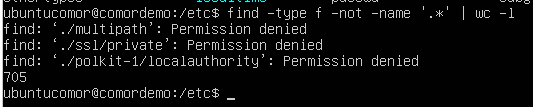 ubuntucomor@comordemo:/etc$ find -type f -not -name '.*' | wc -l
find: ‘./multipath’: Permission denied
find: ‘./ssl/private’: Permission denied
find: ‘./polkit-1/localauthority’: Permission denied
705
ubuntucomor@comordemo:/etc$ _